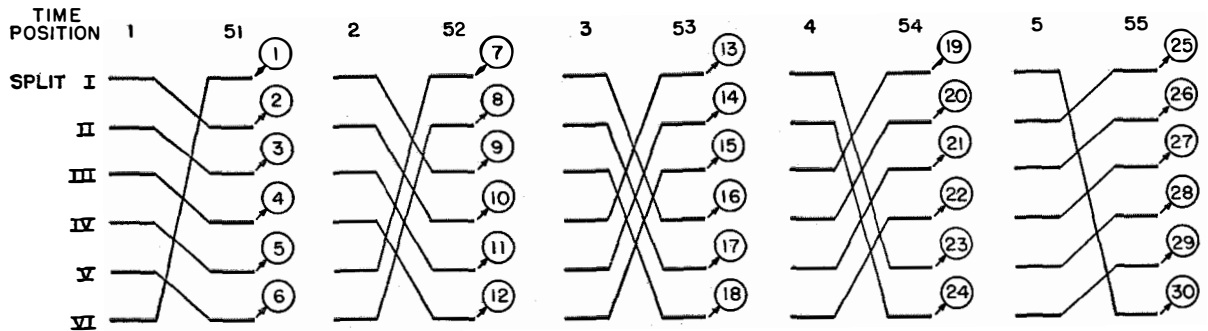 TIME
POSITION 1 51 2 52 3 53 4 54 5 55
SPLIT I 1 7 13 19 25
II 2 8 14 20 26
III 3 9 15 21 27
IV 4 10 16 22 28
V 5 11 17 23 29
VI 6 12 18 24 30